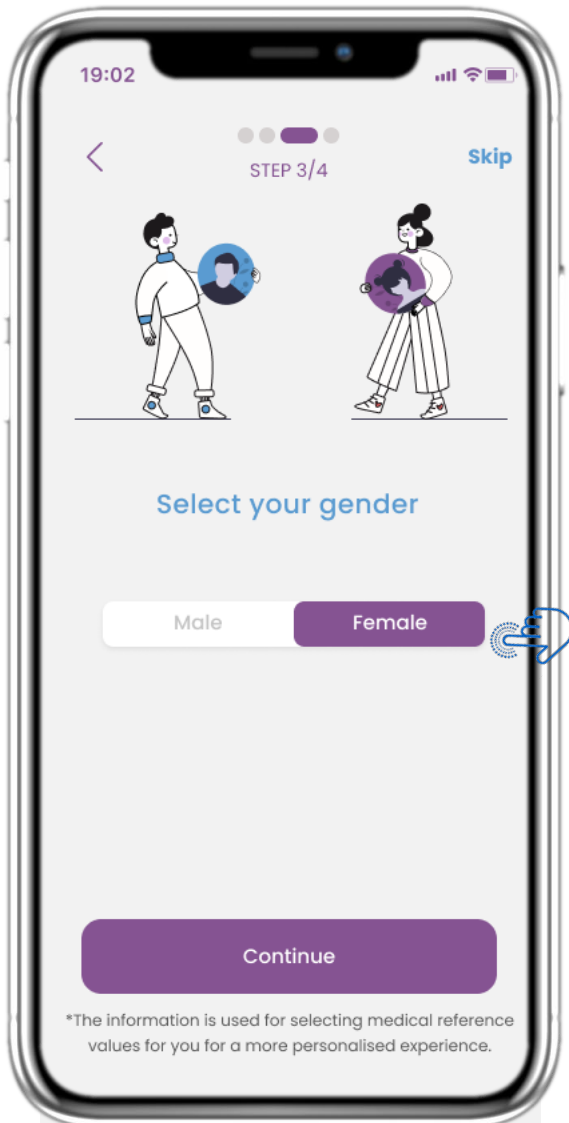 19:02
STEP 3/4
Skip
Select your gender
Male
Female
Continue
*The information is used for selecting medical reference
values for you for a more personalised experience.